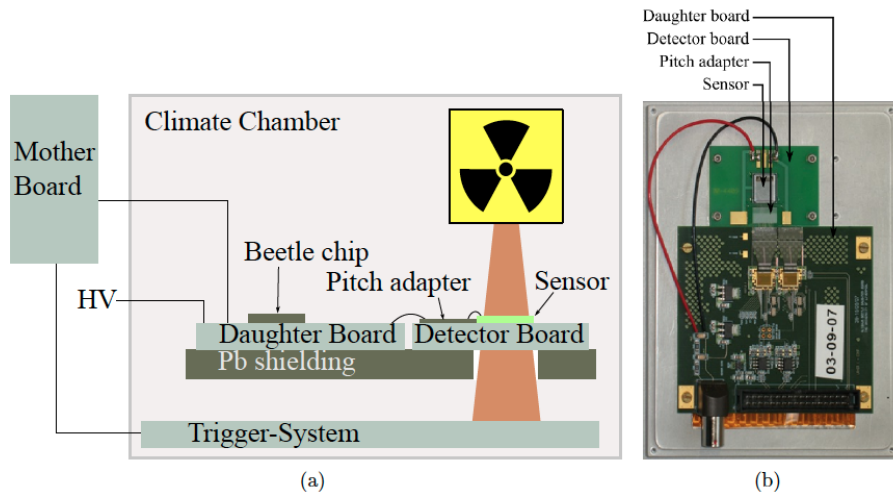 Climate Chamber
Mother
Board
HV
Beetle chip
Pitch adapter
Sensor
Daughter Board
Detector Board
Pb shielding
Trigger-System
(a)
Daughter board
Detector board
Pitch adapter
Sensor
03-09-07
(b)